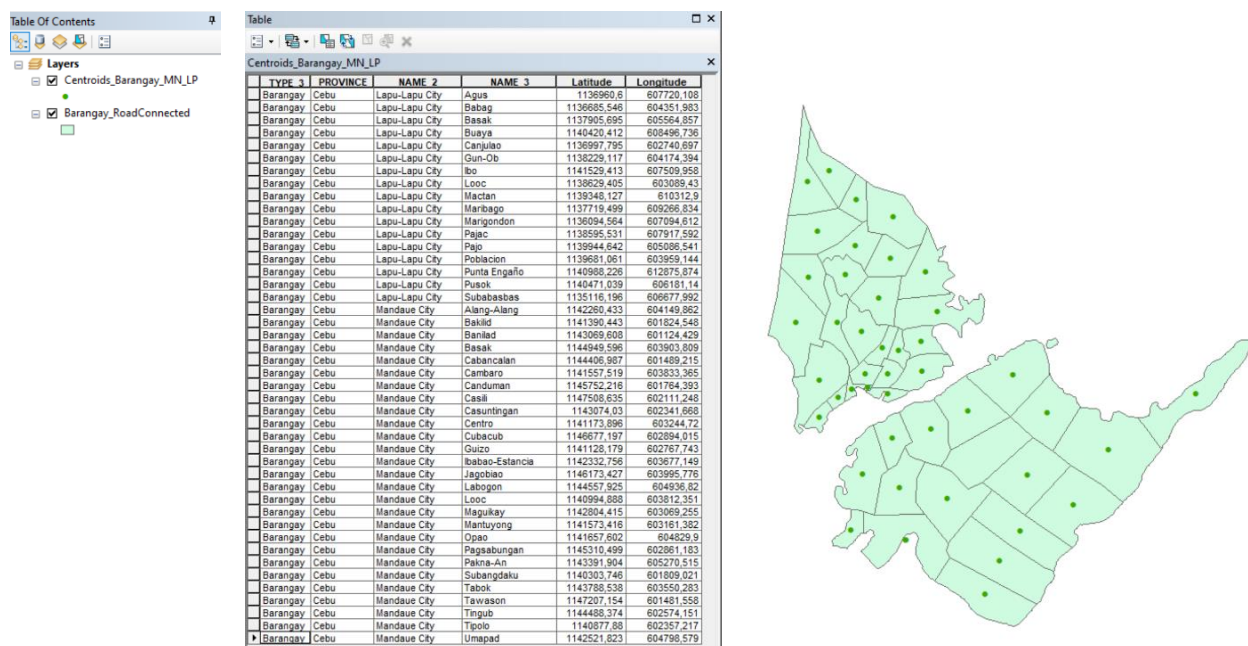 Table Of Contents
Layers
Centroids_Barangay_MN_LP
Barangay_RoadConnected
Table
Centroids_Barangay_MN_LP
TYPE_3 PROVINCE NAME_2 NAME_3 Latitude Longitude
Barangay Cebu Lapu-Lapu City Agus 1136960,6 607720,108
Barangay Cebu Lapu-Lapu City Babag 1136685,546 604351,983
Barangay Cebu Lapu-Lapu City Basak 1137905,695 605564,857
Barangay Cebu Lapu-Lapu City Buaya 1140420,412 608496,736
Barangay Cebu Lapu-Lapu City Canjulao 1136997,795 602740,697
Barangay Cebu Lapu-Lapu City Gun-Ob 1138229,117 604174,394
Barangay Cebu Lapu-Lapu City Ibo 1141529,413 607509,958
Barangay Cebu Lapu-Lapu City Looc 1138629,405 603089,43
Barangay Cebu Lapu-Lapu City Mactan 1139348,127 610312,9
Barangay Cebu Lapu-Lapu City Maribago 1137719,499 609266,834
Barangay Cebu Lapu-Lapu City Marigondon 1136094,564 607094,612
Barangay Cebu Lapu-Lapu City Pajac 1138595,531 607917,592
Barangay Cebu Lapu-Lapu City Pajo 1139944,642 605086,541
Barangay Cebu Lapu-Lapu City Poblacion 1139681,061 603959,144
Barangay Cebu Lapu-Lapu City Punta Engaño 1140988,226 612875,874
Barangay Cebu Lapu-Lapu City Pusok 1140471,039 606181,14
Barangay Cebu Lapu-Lapu City Subabasbas 1135116,196 606677,992
Barangay Cebu Mandaue City Alang-Alang 1142260,433 604149,862
Barangay Cebu Mandaue City Bakilid 1141390,443 601824,548
Barangay Cebu Mandaue City Banilad 1143069,608 601124,429
Barangay Cebu Mandaue City Basak 1144949,596 603903,809
Barangay Cebu Mandaue City Cabancalan 1144406,987 601489,215
Barangay Cebu Mandaue City Cambaro 1141557,519 603833,365
Barangay Cebu Mandaue City Canduman 1145752,216 601764,393
Barangay Cebu Mandaue City Casili 1147508,635 602111,248
Barangay Cebu Mandaue City Casuntingan 1143074,03 602341,668
Barangay Cebu Mandaue City Centro 1141173,896 603244,72
Barangay Cebu Mandaue City Cubacub 1146677,197 602894,015
Barangay Cebu Mandaue City Guizo 1141128,179 602767,743
Barangay Cebu Mandaue City Ibabao-Estancia 1142332,756 603677,149
Barangay Cebu Mandaue City Jagobiao 1146173,427 603995,776
Barangay Cebu Mandaue City Labogon 1144557,925 604936,82
Barangay Cebu Mandaue City Looc 1140994,888 603812,351
Barangay Cebu Mandaue City Maguikay 1142804,415 603069,255
Barangay Cebu Mandaue City Mantuyong 1141573,416 603161,382
Barangay Cebu Mandaue City Opao 1141657,602 604829,9
Barangay Cebu Mandaue City Pagsabungan 1145310,499 602861,183
Barangay Cebu Mandaue City Pakna-An 1143391,904 605270,515
Barangay Cebu Mandaue City Subangdaku 1140303,746 601809,021
Barangay Cebu Mandaue City Tabok 1143788,538 603550,283
Barangay Cebu Mandaue City Tawason 1147207,154 601481,558
Barangay Cebu Mandaue City Tingub 1144488,374 602574,151
Barangay Cebu Mandaue City Tipolo 1140877,88 602357,217
Barangay Cebu Mandaue City Umapad 1142521,823 604798,579